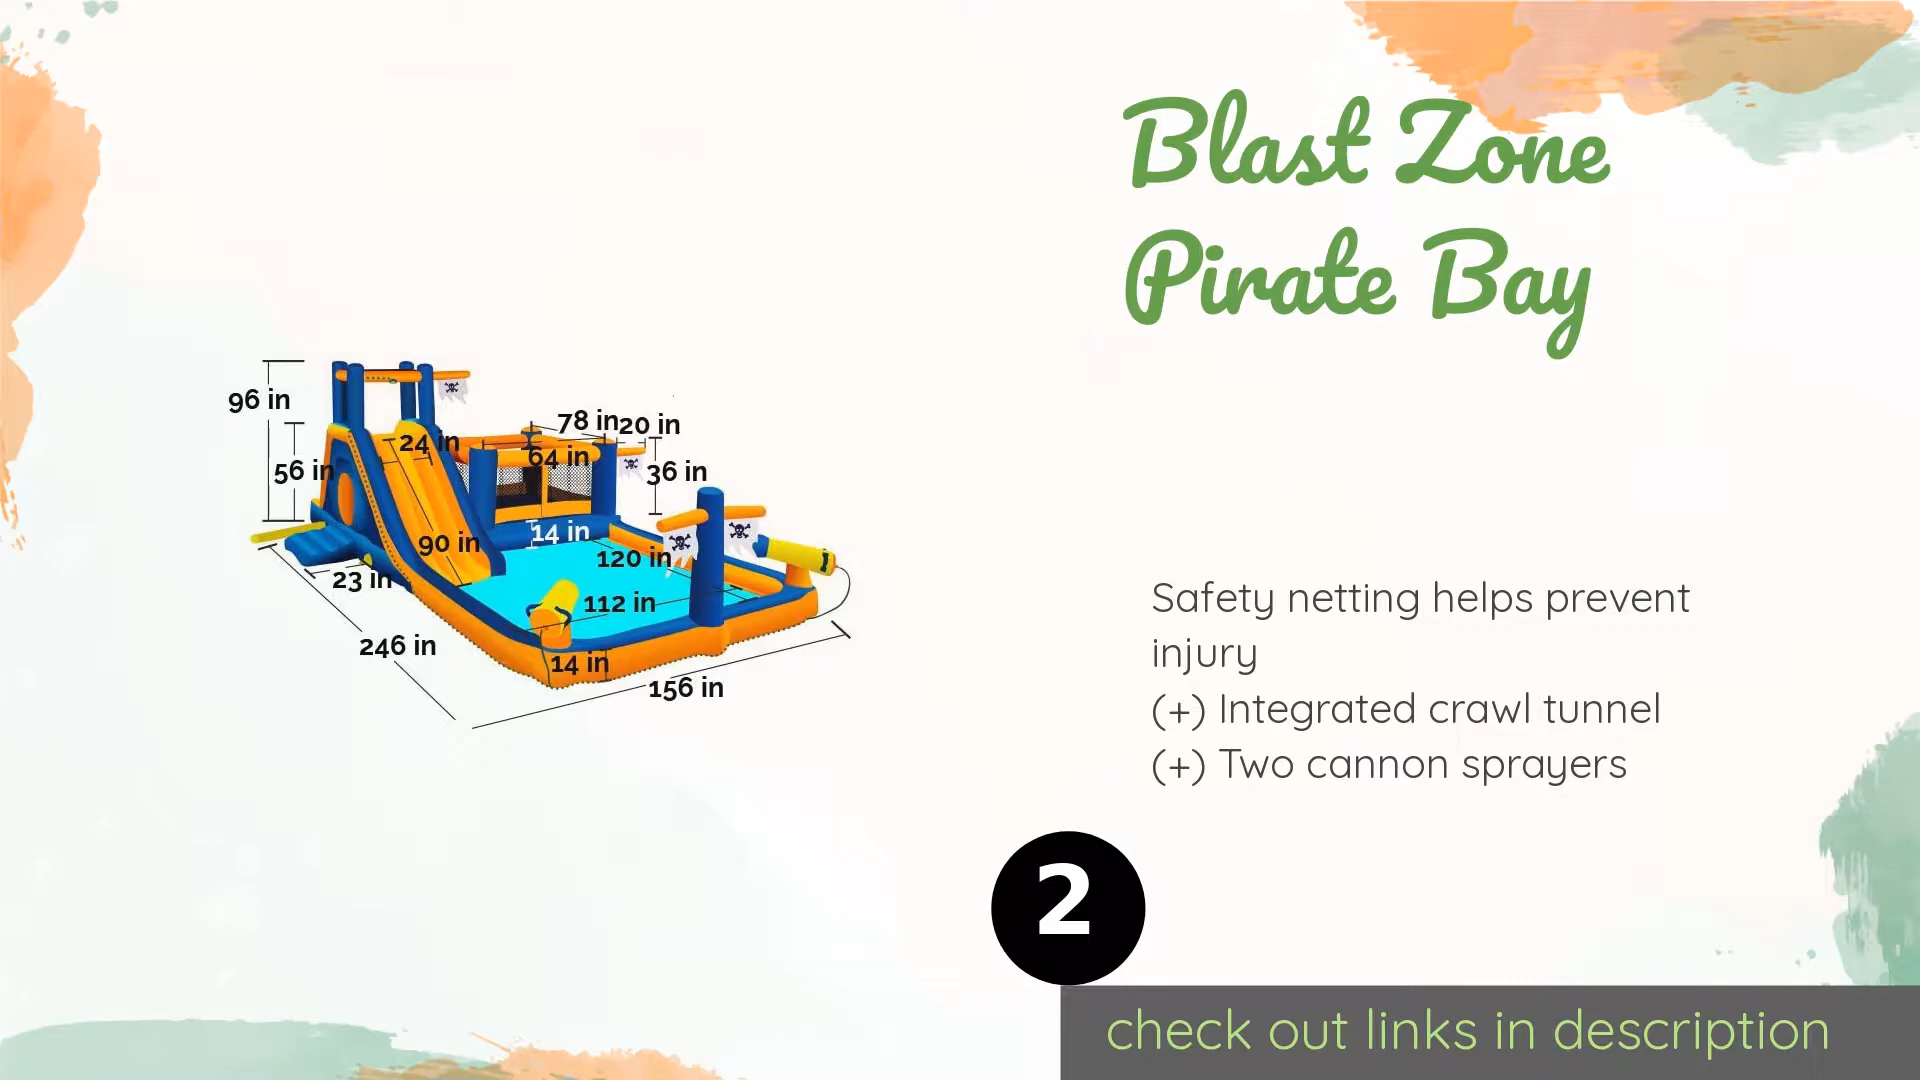 Blast Zone
Pirate Bay
96 in
78 in
20 in
24 in
64 in
56 in
36 in
14 in
90 in
120 in
23 in
112 in
246 in
14 in
156 in
Safety netting helps prevent
injury
(+) Integrated crawl tunnel
(+) Two cannon sprayers
2
check out links in description